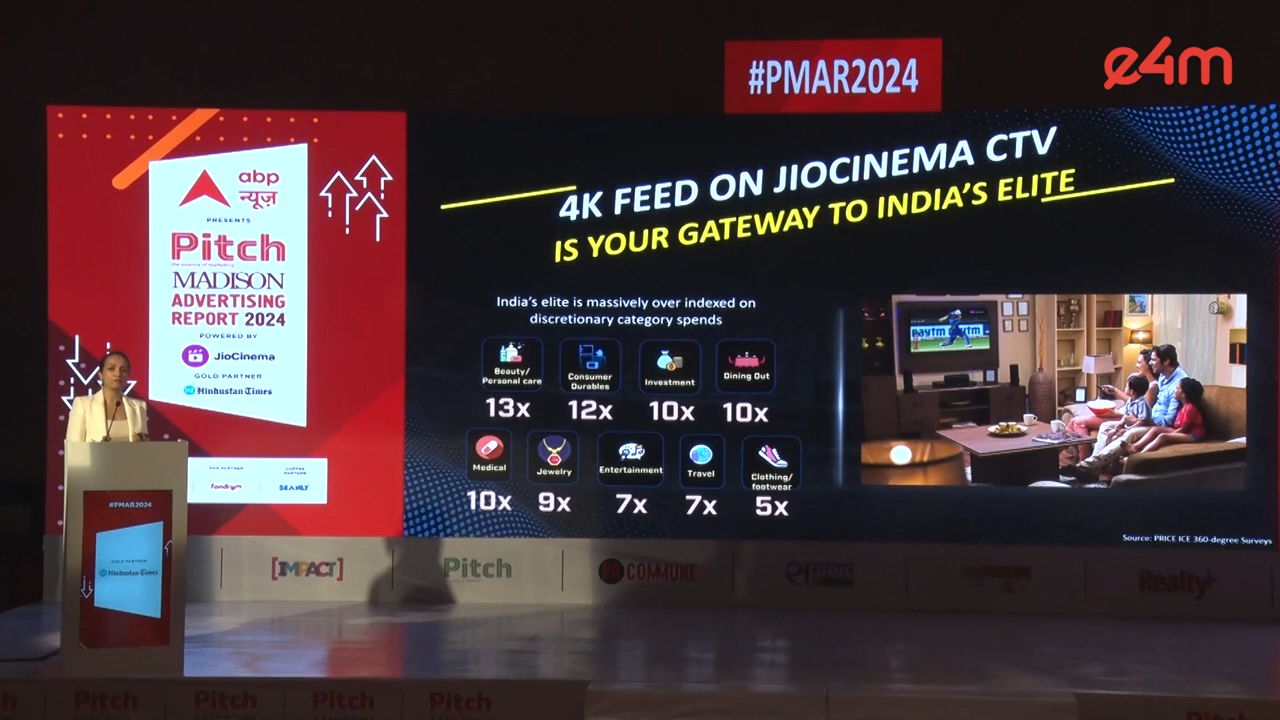 e4m
#PMAR2024
abp
न्यूज़
PRESENTS
Pitch
MADISON
ADVERTISING
REPORT 2024
POWERED BY
JioCinema
GOLD PARTNER
Hindustan Times
4K FEED ON JIOCINEMA CTV
IS YOUR GATEWAY TO INDIA'S ELITE
India's elite is massively over indexed on
discretionary category spends
Beauty/
Personal care
13x
Consumer
Durables
12x
Investment
10x
Dining Out
10x
Medical
10x
Jewelry
9x
Entertainment
7x
Travel
7x
Clothing/
footwear
5x
paytm paytm
Source: PRICE ICE 360-degree Surveys
#PMAR2024
GOLD PARTNER
Hindustan Times
[IMPACT]
Pitch
COMMUNE
समाचार
Realty+
Pitch
Pitch
Pitch
Pitch